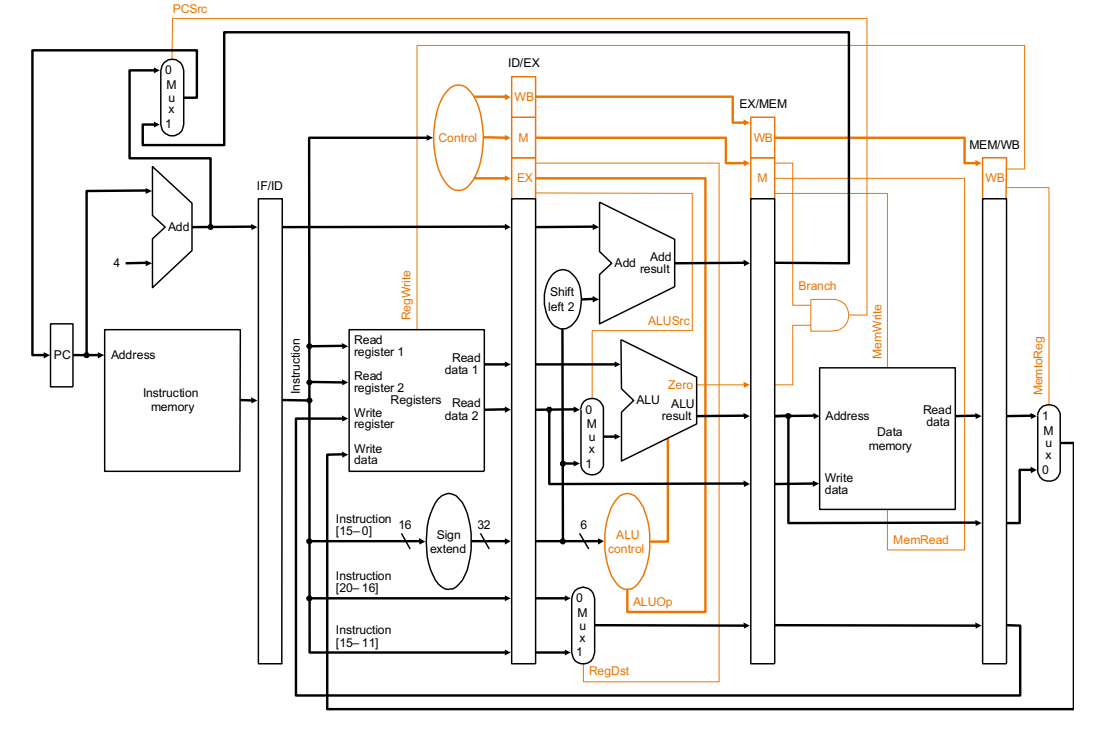 PCSrc
ID/EX
0
M
u
x
1
WB
EX/MEM
Control
M
WB
MEM/WB
EX
M
WB
IF/ID
Add
4
Add
Add
result
Shift
left 2
Branch
RegWrite
ALUSrc
MemWrite
PC
Address
Instruction
memory
Instruction
Read
register 1
Read
register 2
Write
register
Write
data
Registers
Read
data 1
Read
data 2
0
M
u
x
1
Zero
ALU
ALU
result
MemtoReg
Address
Read
data
Data
memory
Write
data
1
M
u
x
0
Instruction
[15–0]
16
Sign
extend
32
6
ALU
control
MemRead
Instruction
[20–16]
ALUOp
0
M
u
x
1
Instruction
[15–11]
RegDst